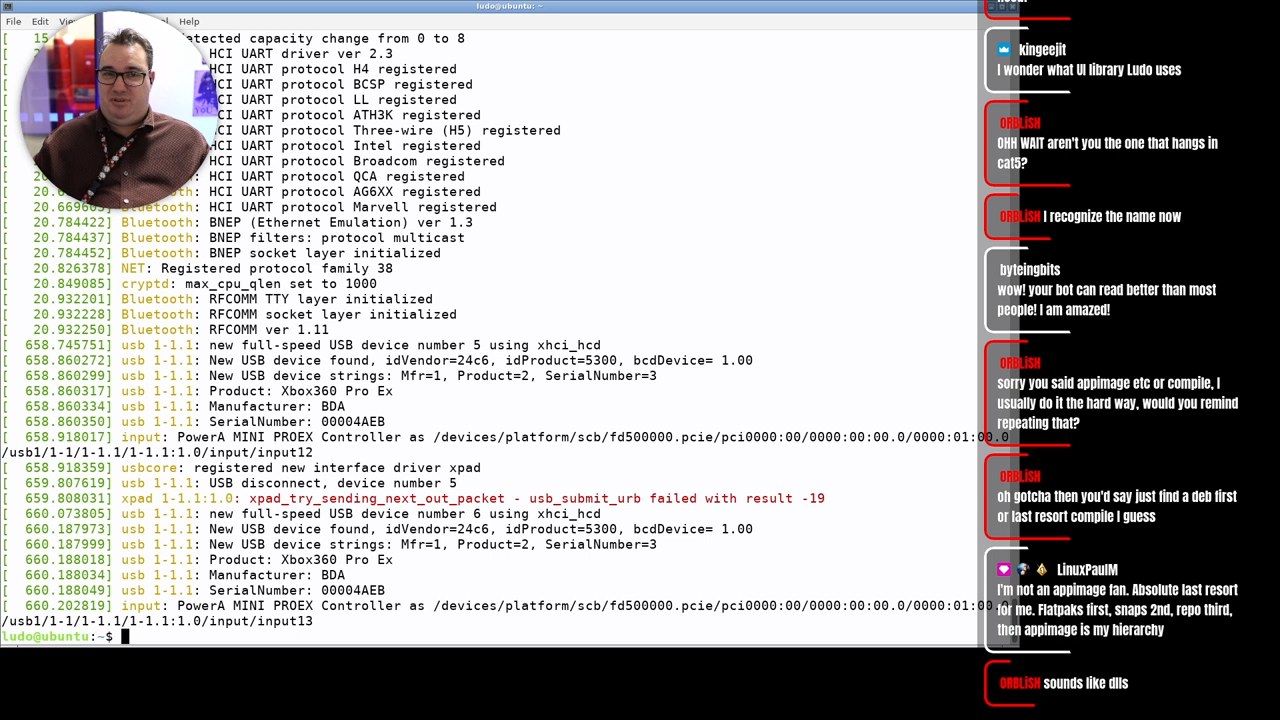 ludo@ubuntu: ~
File Edit Help
[ 15 etected capacity change from 0 to 8
[ 2 HCI UART driver ver 2.3
[ HCI UART protocol H4 registered
[ HCI UART protocol BCSP registered
[ HCI UART protocol LL registered
[ HCI UART protocol ATH3K registered
[ HCI UART protocol Three-wire (H5) registered
[ HCI UART protocol Intel registered
[ HCI UART protocol Broadcom registered
[ 2 HCI UART protocol QCA registered
[ 20. : HCI UART protocol AG6XX registered
[ 20.66960 : HCI UART protocol Marvell registered
[ 20.784422] Bluetooth: BNEP (Ethernet Emulation) ver 1.3
[ 20.784437] Bluetooth: BNEP filters: protocol multicast
[ 20.784452] Bluetooth: BNEP socket layer initialized
[ 20.826378] NET: Registered protocol family 38
[ 20.849085] cryptd: max_cpu_qlen set to 1000
[ 20.932201] Bluetooth: RFCOMM TTY layer initialized
[ 20.932228] Bluetooth: RFCOMM socket layer initialized
[ 20.932250] Bluetooth: RFCOMM ver 1.11
[ 658.745751] usb 1-1.1: new full-speed USB device number 5 using xhci_hcd
[ 658.860272] usb 1-1.1: New USB device found, idVendor=24c6, idProduct=5300, bcdDevice= 1.00
[ 658.860299] usb 1-1.1: New USB device strings: Mfr=1, Product=2, SerialNumber=3
[ 658.860317] usb 1-1.1: Product: Xbox360 Pro Ex
[ 658.860334] usb 1-1.1: Manufacturer: BDA
[ 658.860350] usb 1-1.1: SerialNumber: 00004AEB
[ 658.918017] input: PowerA MINI PROEX Controller as /devices/platform/scb/fd500000.pcie/pci0000:00/0000:00:00.0/0000:01:00.0
/usb1/1-1/1-1.1/1-1.1:1.0/input/input12
[ 658.918359] usbcore: registered new interface driver xpad
[ 659.807619] usb 1-1.1: USB disconnect, device number 5
[ 659.808031] xpad 1-1.1:1.0: xpad_try_sending_next_out_packet - usb_submit_urb failed with result -19
[ 660.073805] usb 1-1.1: new full-speed USB device number 6 using xhci_hcd
[ 660.187973] usb 1-1.1: New USB device found, idVendor=24c6, idProduct=5300, bcdDevice= 1.00
[ 660.187999] usb 1-1.1: New USB device strings: Mfr=1, Product=2, SerialNumber=3
[ 660.188018] usb 1-1.1: Product: Xbox360 Pro Ex
[ 660.188034] usb 1-1.1: Manufacturer: BDA
[ 660.188049] usb 1-1.1: SerialNumber: 00004AEB
[ 660.202819] input: PowerA MINI PROEX Controller as /devices/platform/scb/fd500000.pcie/pci0000:00/0000:00:00.0/0000:01:00.0
/usb1/1-1/1-1.1/1-1.1:1.0/input/input13
ludo@ubuntu:~$
kingeejit
I wonder what UI library Ludo uses
ORBLiSH
OHH WAIT aren't you the one that hangs in
cat5?
ORBLiSH I recognize the name now
byteingbits
wow! your bot can read better than most
people! I am amazed!
ORBLiSH
sorry you said appimage etc or compile, I
usually do it the hard way, would you remind
repeating that?
ORBLiSH
oh gotcha then you'd say just find a deb first
or last resort compile I guess
LinuxPaulM
I'm not an appimage fan. Absolute last resort
for me. Flatpaks first, snaps 2nd, repo third,
then appimage is my hierarchy
ORBLiSH sounds like dlls